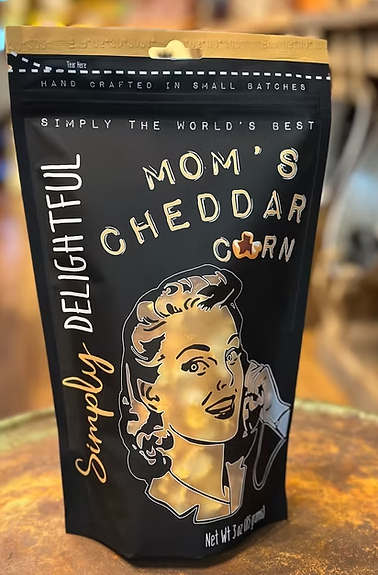 Tear Here
HAND CRAFTED IN SMALL BATCHES
SIMPLY THE WORLD'S BEST
MOM'S
CHEDDAR
CORN
Simply DELIGHTFUL
Net Wt 3 oz (85 grams)